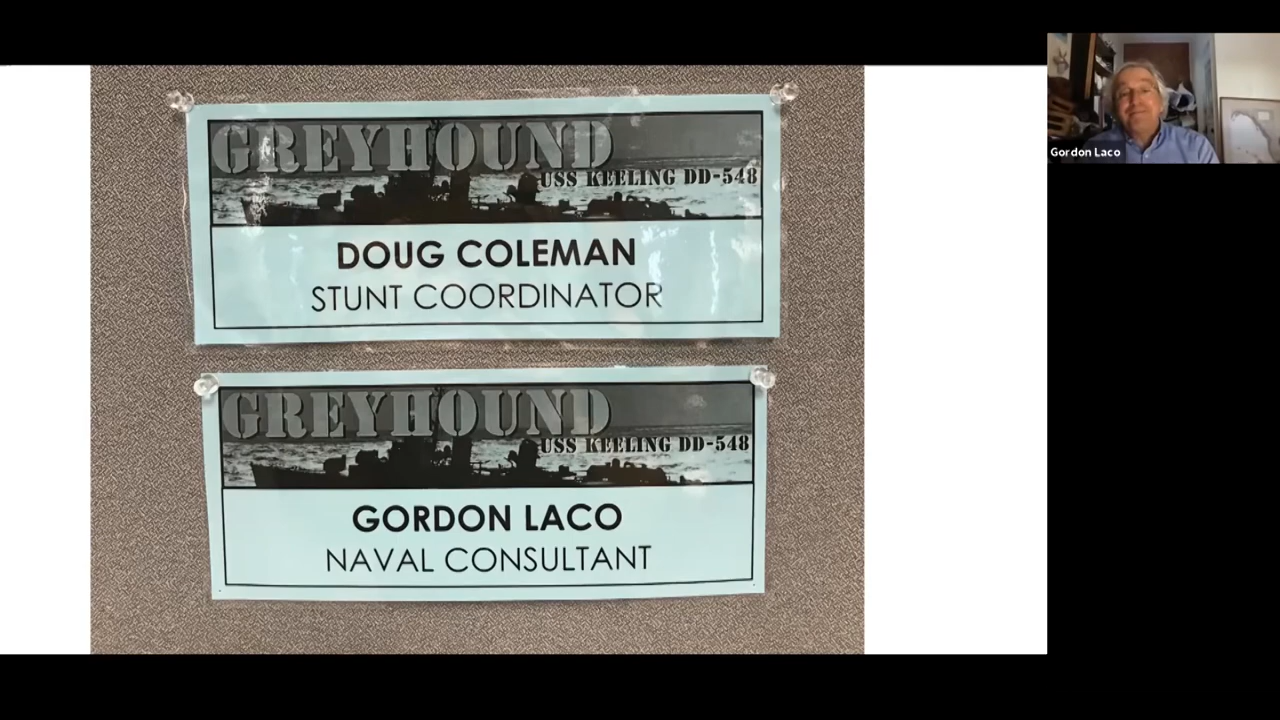 GREYHOUND
USS KEELING DD-548
DOUG COLEMAN
STUNT COORDINATOR
GREYHOUND
USS KEELING DD-548
GORDON LACO
NAVAL CONSULTANT
Gordon Laco